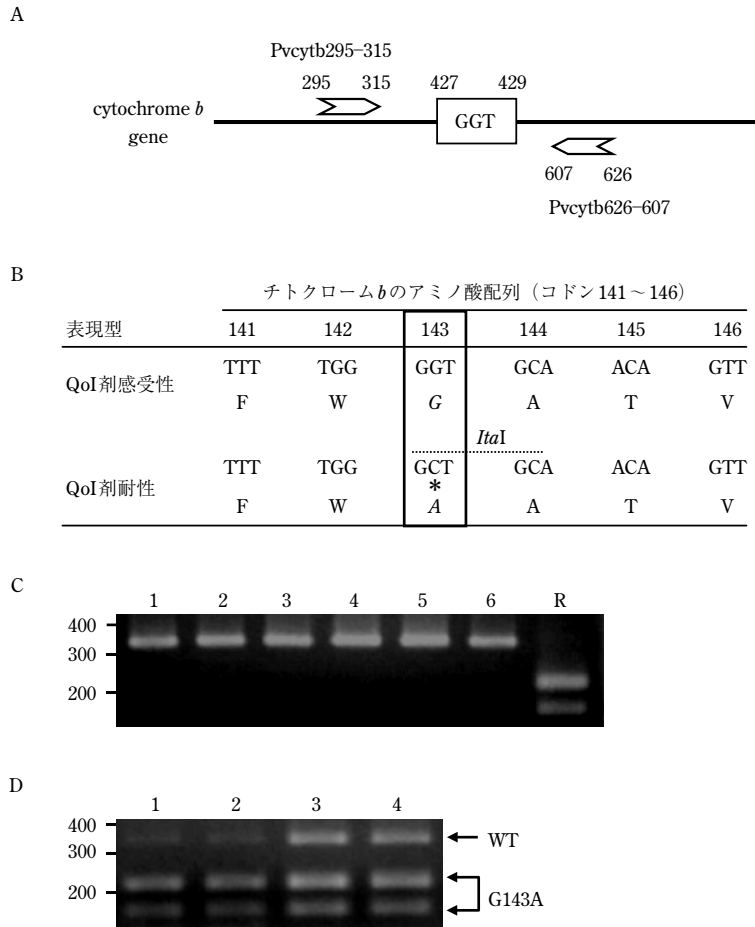 A
Pvcytb295–315
295 315 427 429
cytochrome b
gene
GGT
607 626
Pvcytb626–607
B
チトクロームbのアミノ酸配列（コドン141～146）
表現型 141 142 143 144 145 146
QoI剤感受性
TTT TGG GGT GCA ACA GTT
F W G A T V
ItaI
QoI剤耐性
TTT TGG GCT GCA ACA GTT
*
F W A A T V
C
1 2 3 4 5 6 R
400
300
200
D
1 2 3 4
400
300
200
WT
G143A